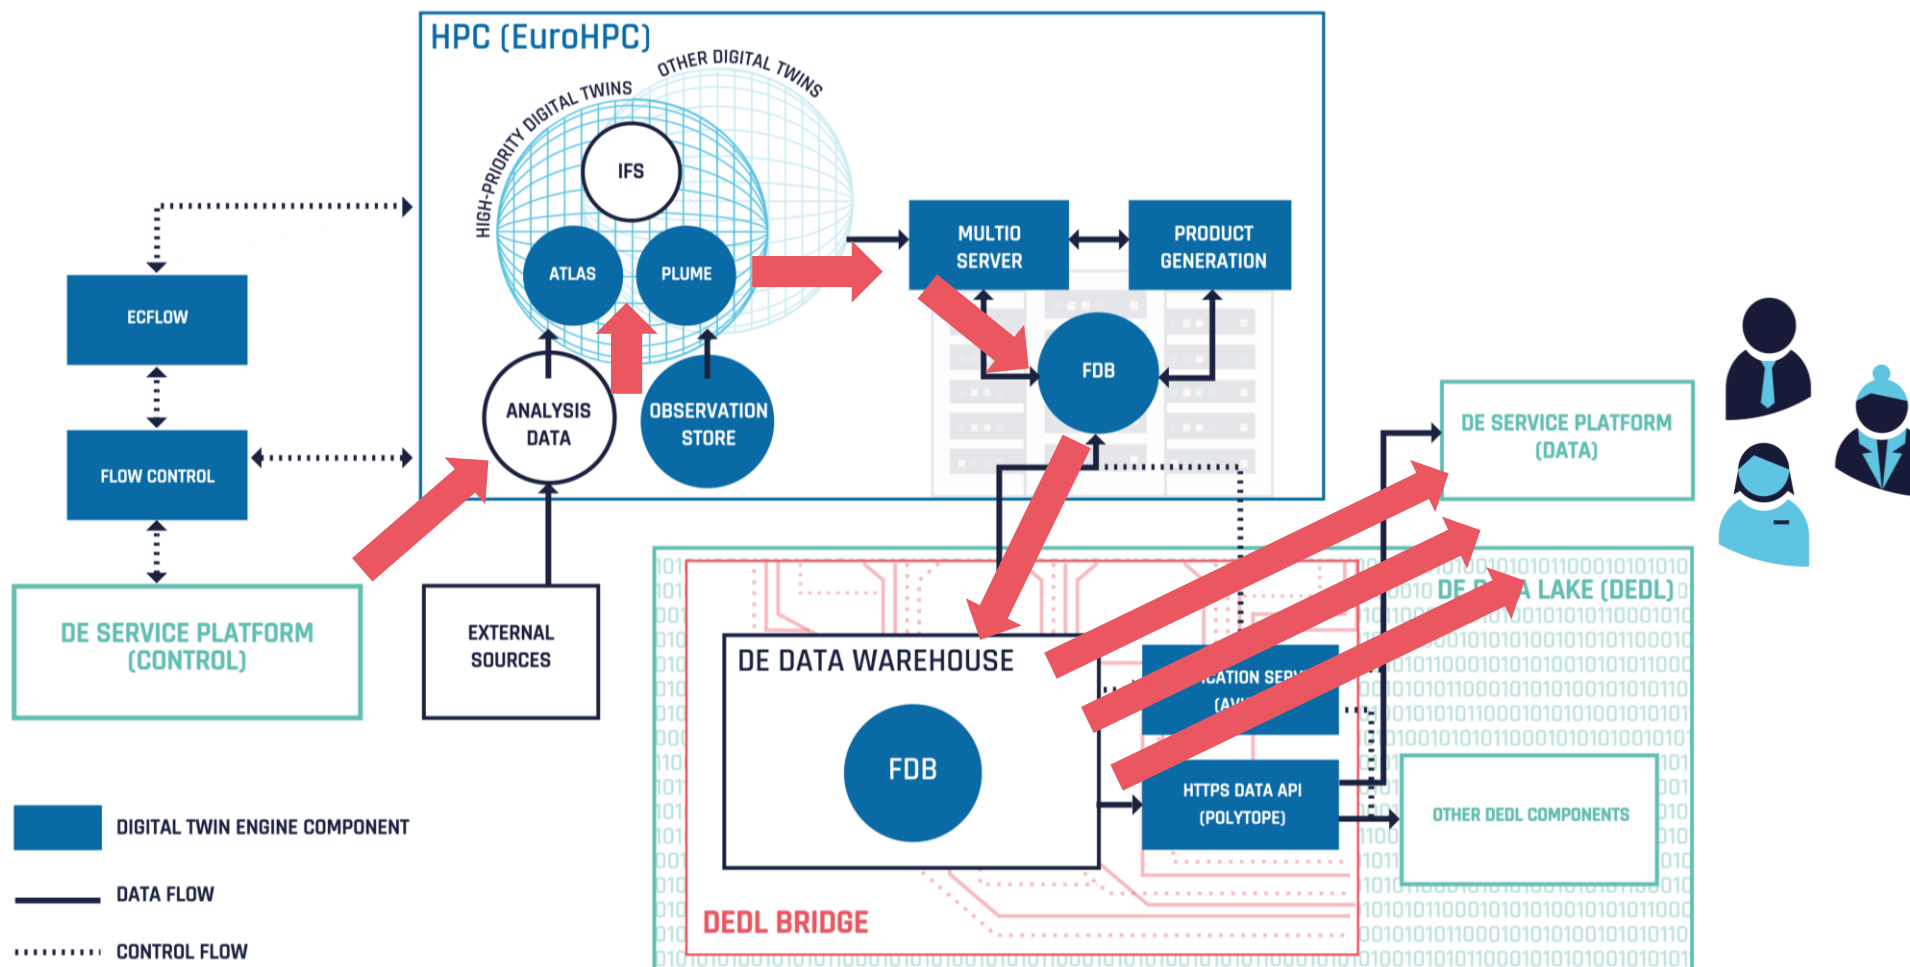 HPC (EuroHPC)
OTHER DIGITAL TWINS
HIGH-PRIORITY DIGITAL TWINS
IFS
ATLAS
PLUME
MULTIO
SERVER
PRODUCT
GENERATION
ECFLOW
FDB
ANALYSIS
DATA
OBSERVATION
STORE
FLOW CONTROL
DE SERVICE PLATFORM
(DATA)
DE SERVICE PLATFORM
(CONTROL)
EXTERNAL
SOURCES
LAKE (DEDL)
DE DATA WAREHOUSE
FDB
HTTPS DATA API
(POLYTOPE)
OTHER DEDL COMPONENTS
DEDL BRIDGE
DIGITAL TWIN ENGINE COMPONENT
DATA FLOW
CONTROL FLOW